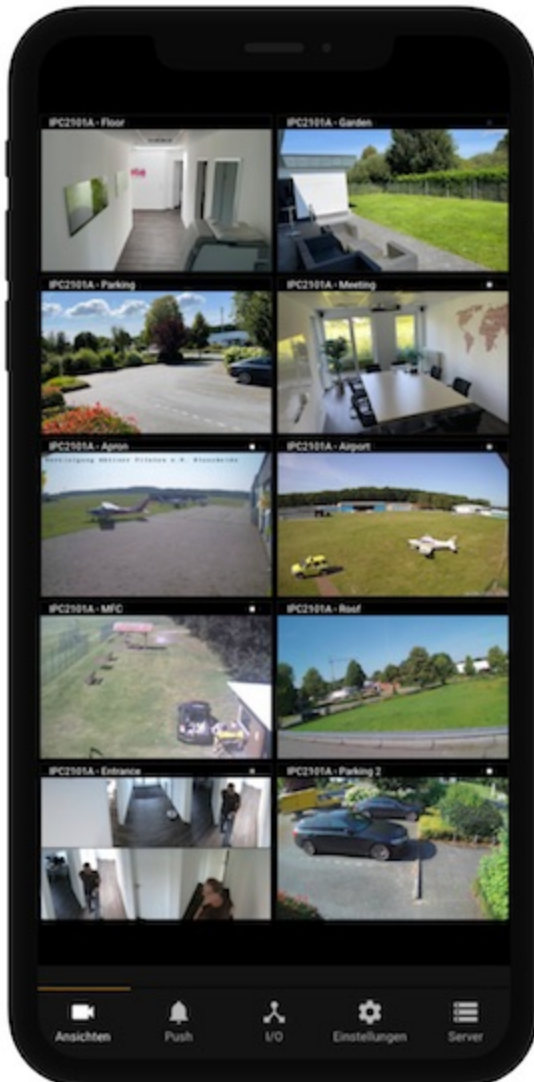 IPC2101A - Floor
IPC2101A - Garden
IPC2101A - Parking
IPC2101A - Meeting
IPC2101A - Apron
IPC2101A - Airport
IPC2101A - MFC
IPC2101A - Roof
IPC2101A - Entrance
IPC2101A - Parking 2
Ansichten
Push
I/O
Einstellungen
Server